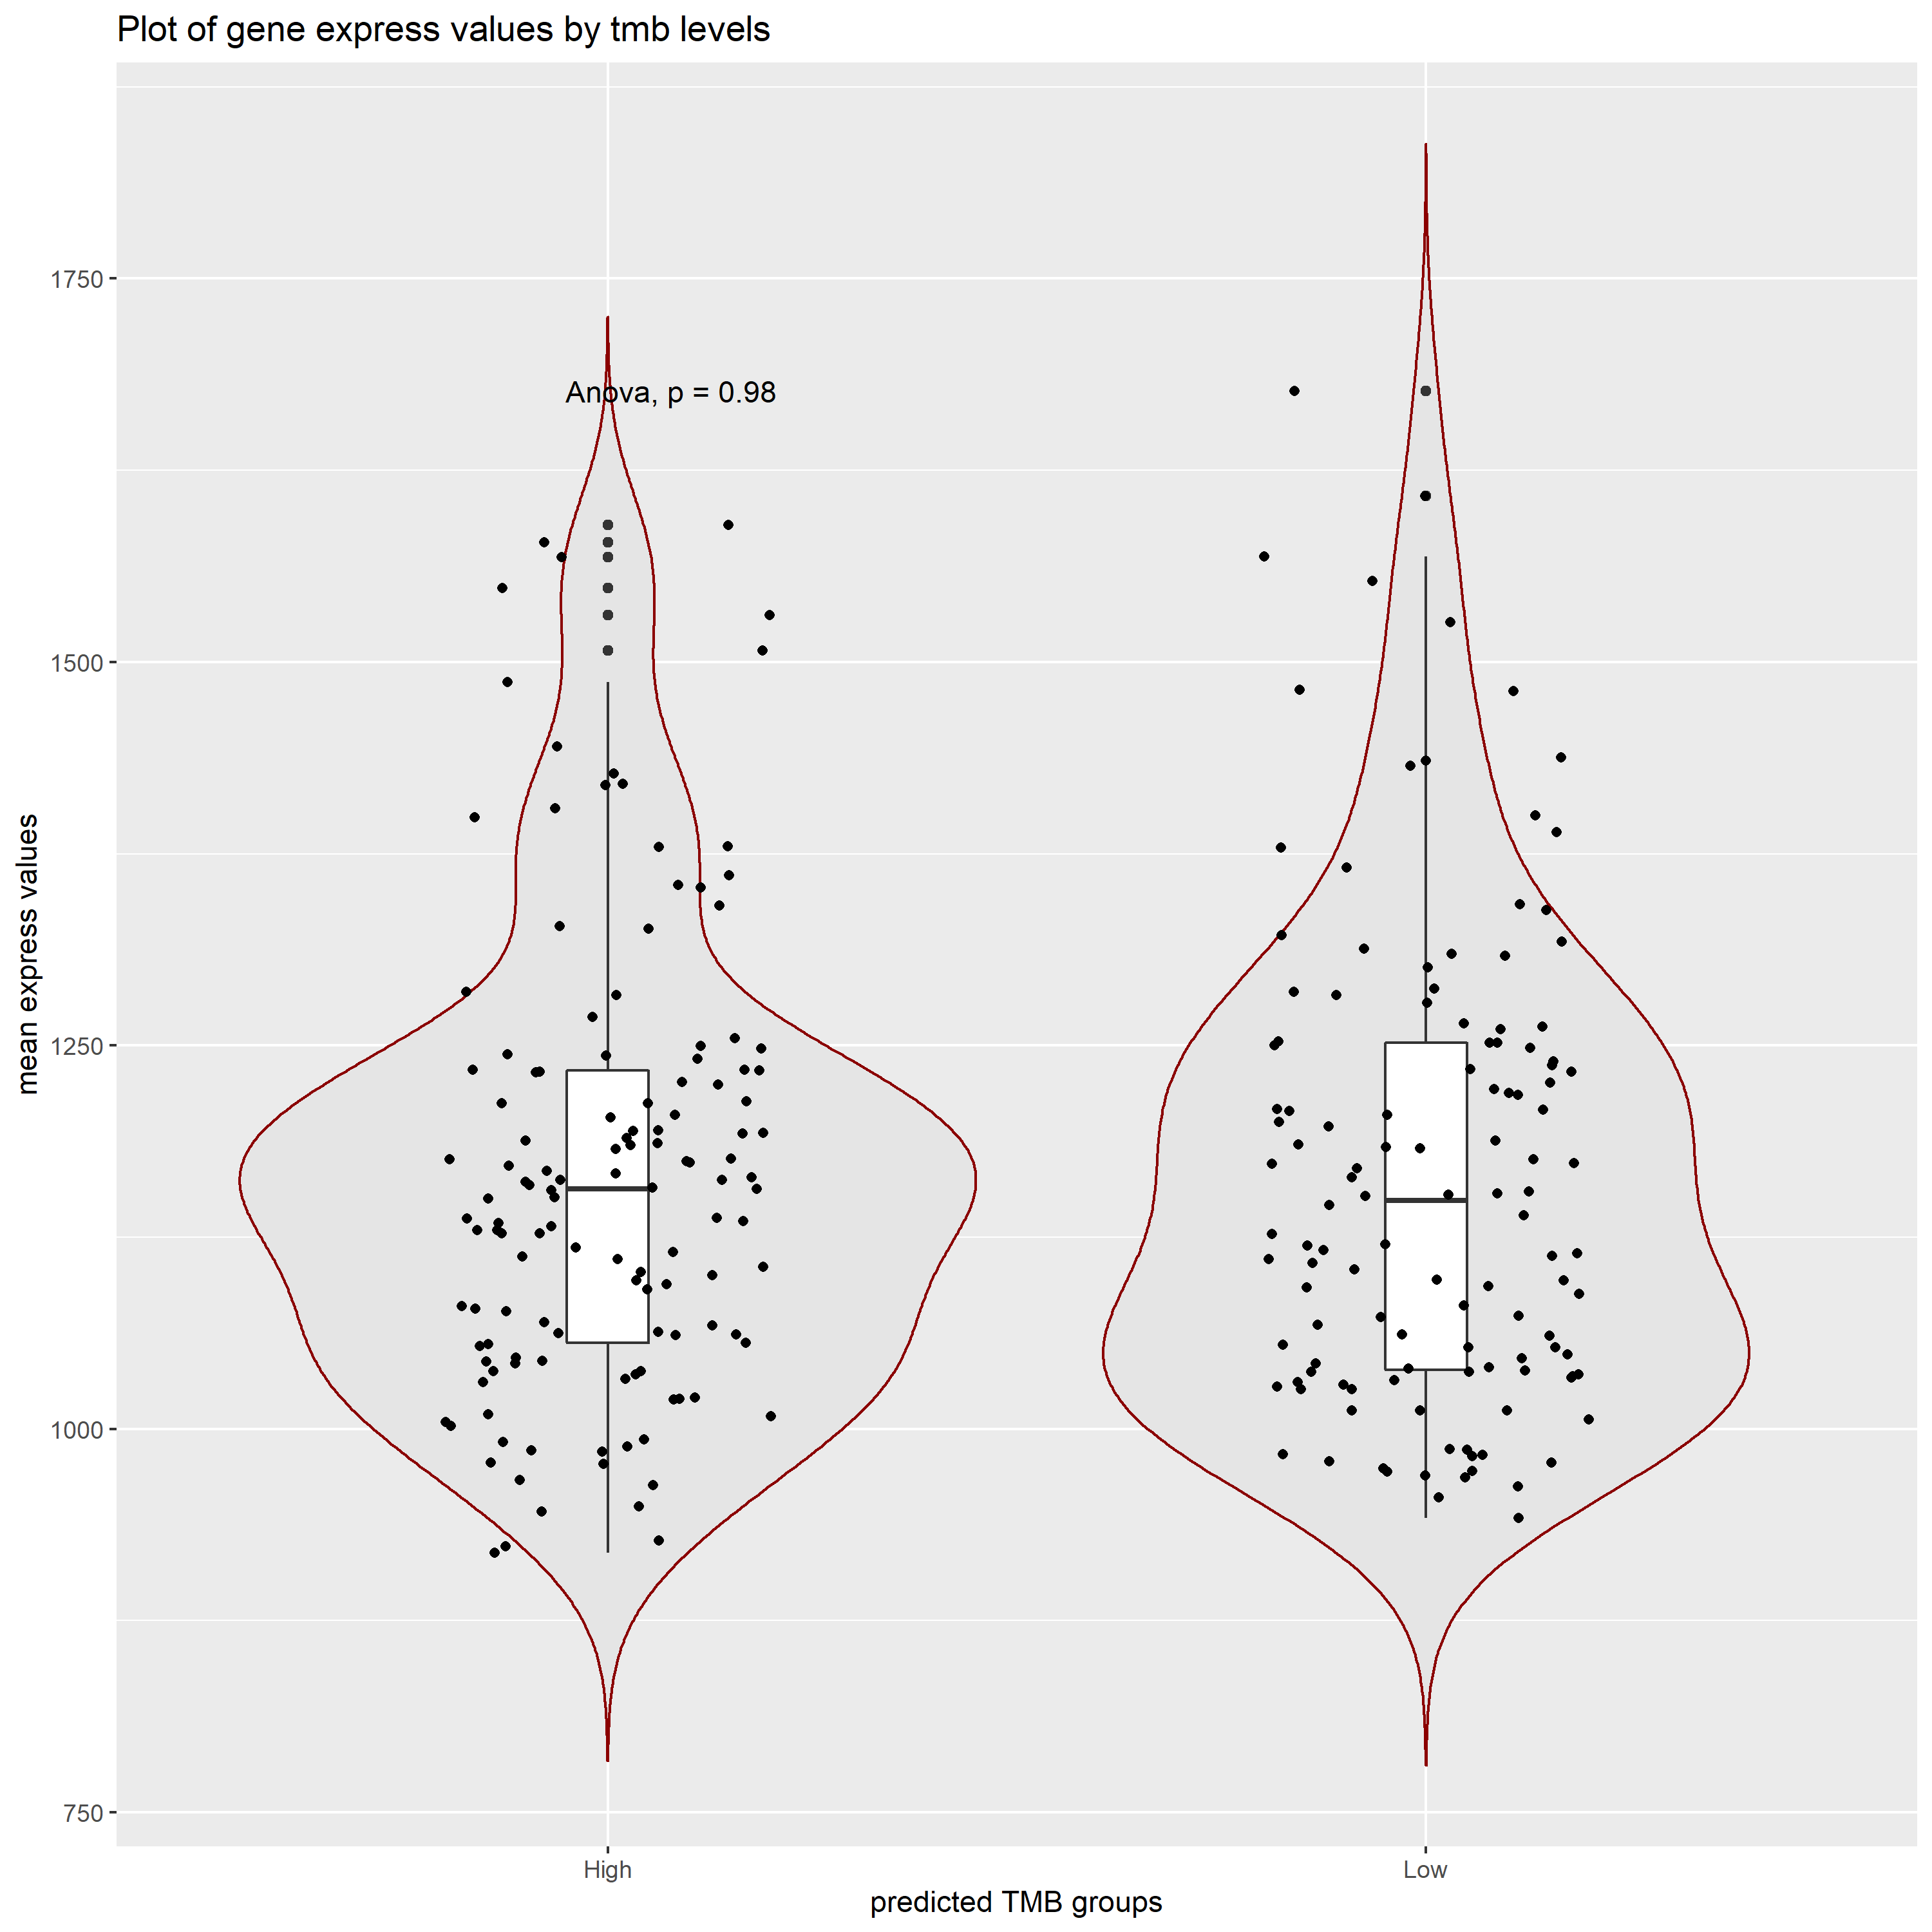 Plot of gene express values by tmb levels
Anova, p = 0.98
1750
1500
1250
1000
750
mean express values
High
Low
predicted TMB groups